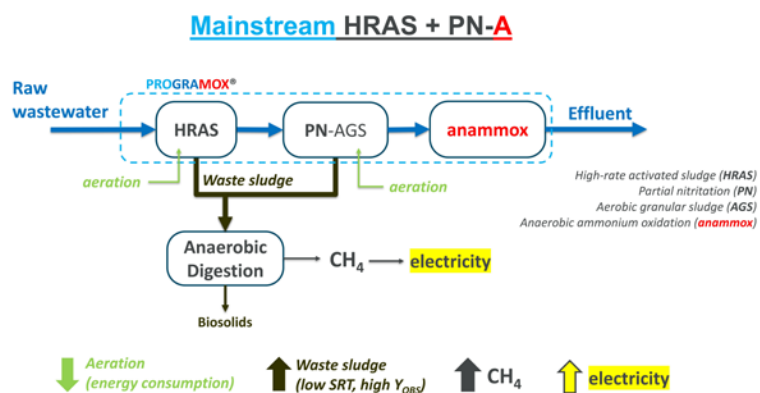 Mainstream HRAS + PN-A
PROGRAMOX®
Raw
wastewater
HRAS
PN-AGS
anammox
Effluent
aeration
Waste sludge
aeration
High-rate activated sludge (HRAS)
Partial nitritation (PN)
Aerobic granular sludge (AGS)
Anaerobic ammonium oxidation (anammox)
Anaerobic
Digestion
CH₄
electricity
Biosolids
Aeration
(energy consumption)
Waste sludge
(low SRT, high Y_OBS)
CH₄
electricity